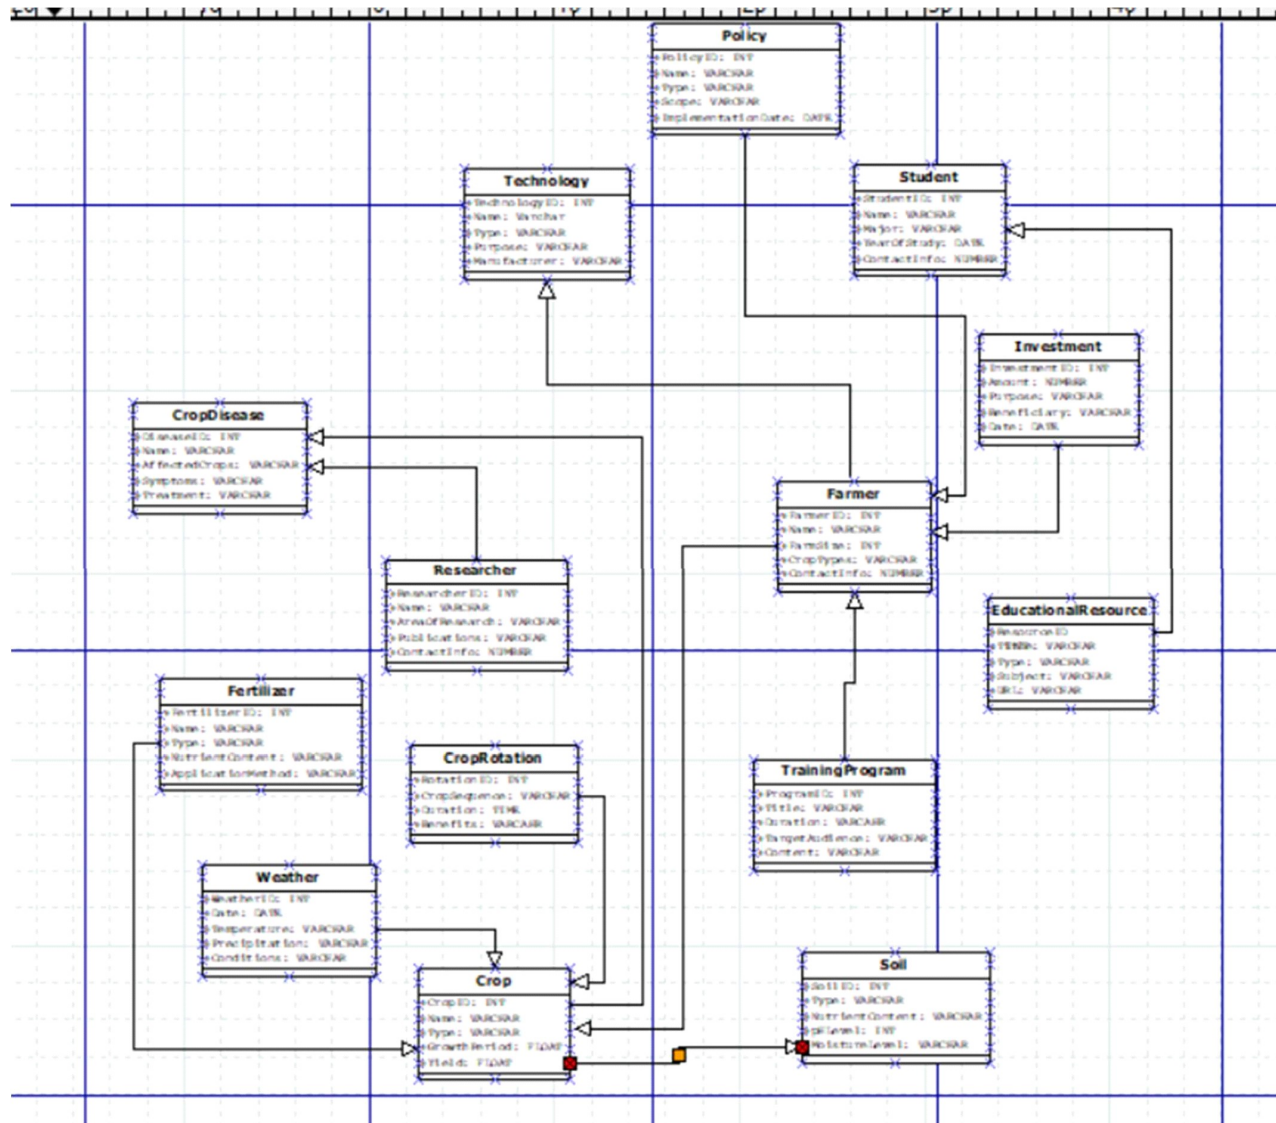 Policy
+PolicyID: INT
+Name: VARCHAR
+Type: VARCHAR
+Scope: VARCHAR
+ImplementationDate: DATE
Technology
+TechnologyID: INT
+Name: Varchar
+Type: VARCHAR
+Purpose: VARCHAR
+Manufacturer: VARCHAR
Student
+StudentID: INT
+Name: VARCHAR
+Major: VARCHAR
+YearOfStudy: DATE
+ContactInfo: NUMBER
Investment
+InvestmentID: INT
+Amount: NUMBER
+Purpose: VARCHAR
+Beneficiary: VARCHAR
+Date: DATE
CropDisease
+DiseaseID: INT
+Name: VARCHAR
+AffectedCrops: VARCHAR
+Symptoms: VARCHAR
+Treatment: VARCHAR
Farmer
+FarmerID: INT
+Name: VARCHAR
+FarmSize: INT
+CropTypes: VARCHAR
+ContactInfo: NUMBER
Researcher
+ResearcherID: INT
+Name: VARCHAR
+AreaOfResearch: VARCHAR
+Publications: VARCHAR
+ContactInfo: NUMBER
EducationalResource
+ResourceID
VARCHAR
+Type: VARCHAR
+Subject: VARCHAR
+URL: VARCHAR
Fertilizer
+FertilizerID: INT
+Name: VARCHAR
+Type: VARCHAR
+NutrientContent: VARCHAR
+ApplicationMethod: VARCHAR
CropRotation
+RotationID: INT
+CropSequence: VARCHAR
+Duration: TIME
+Benefits: VARCAHR
TrainingProgram
+ProgramID: INT
+Title: VARCHAR
+Duration: VARCAHR
+TargetAudience: VARCHAR
+Content: VARCHAR
Weather
+WeatherID: INT
+Date: DATE
+Temperature: VARCHAR
+Precipitation: VARCHAR
+Conditions: VARCHAR
Soil
+SoilID: INT
+Type: VARCHAR
+NutrientContent: VARCHAR
+pHlevel: INT
+MoistureLevel: VARCHAR
Crop
+CropID: INT
+Name: VARCHAR
+Type: VARCHAR
+GrowthPeriod: FLOAT
+Yield: FLOAT